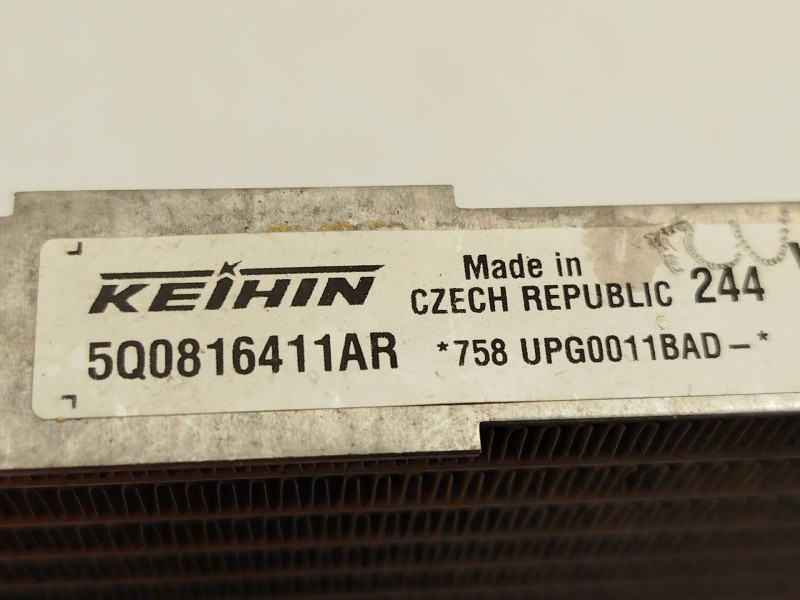 KEIHIN
Made in
CZECH REPUBLIC 244
5Q0816411AR *758 UPG0011BAD-*